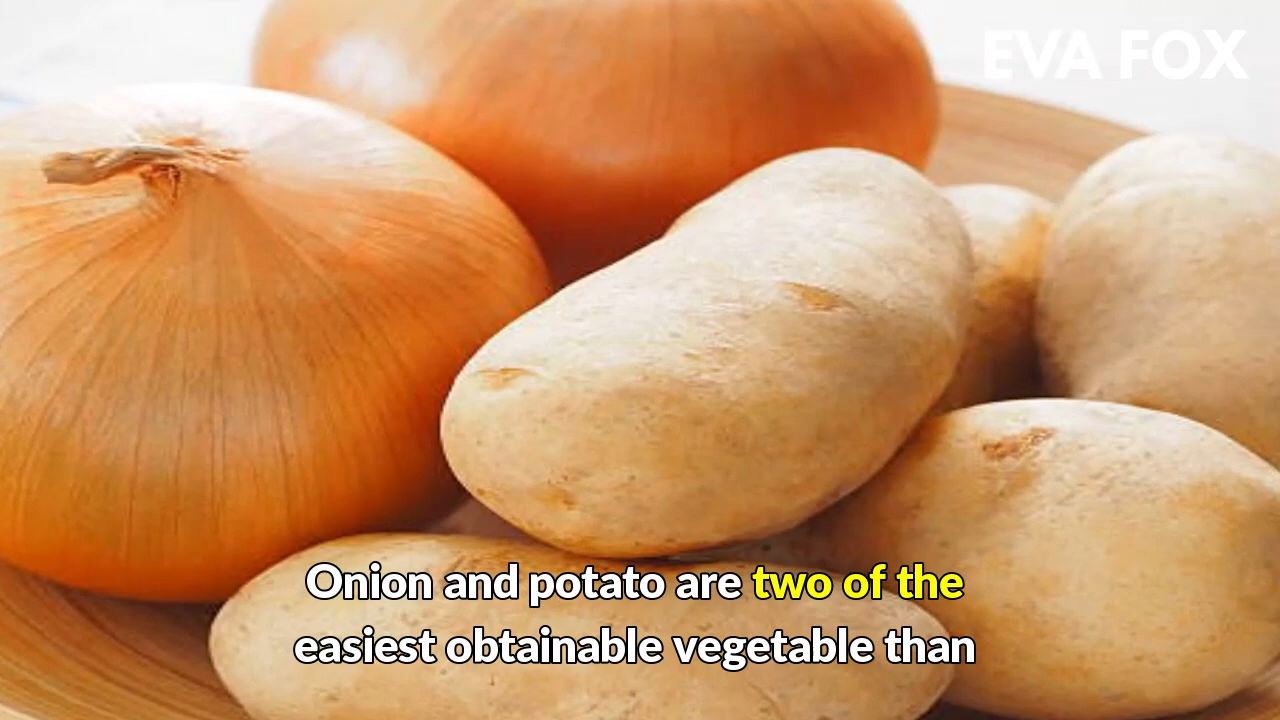 EVA FOX
Onion and potato are two of the
easiest obtainable vegetable than